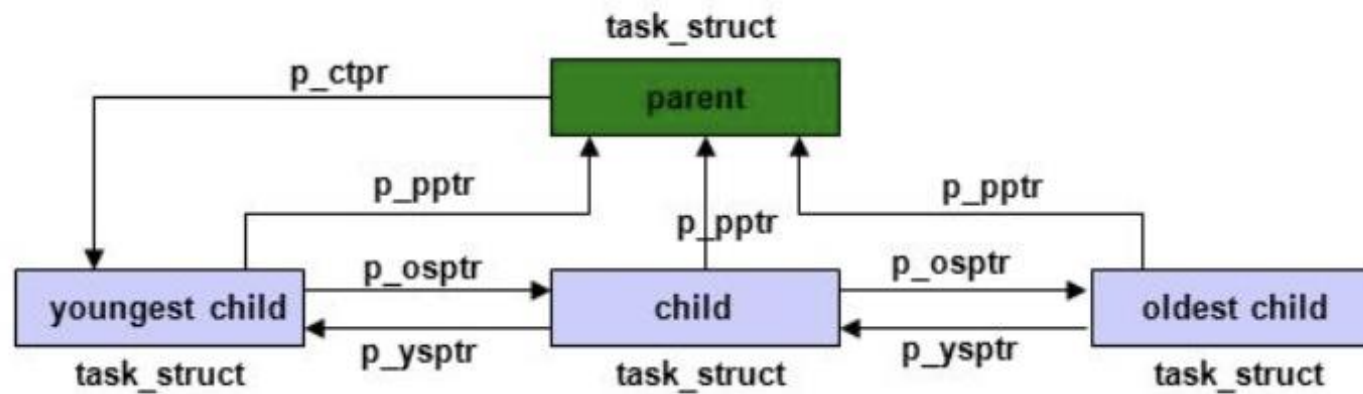 task_struct
p_ctpr
parent
p_pptr
p_pptr
p_pptr
p_osptr
p_osptr
youngest child
child
oldest child
p_ysptr
p_ysptr
task_struct
task_struct
task_struct